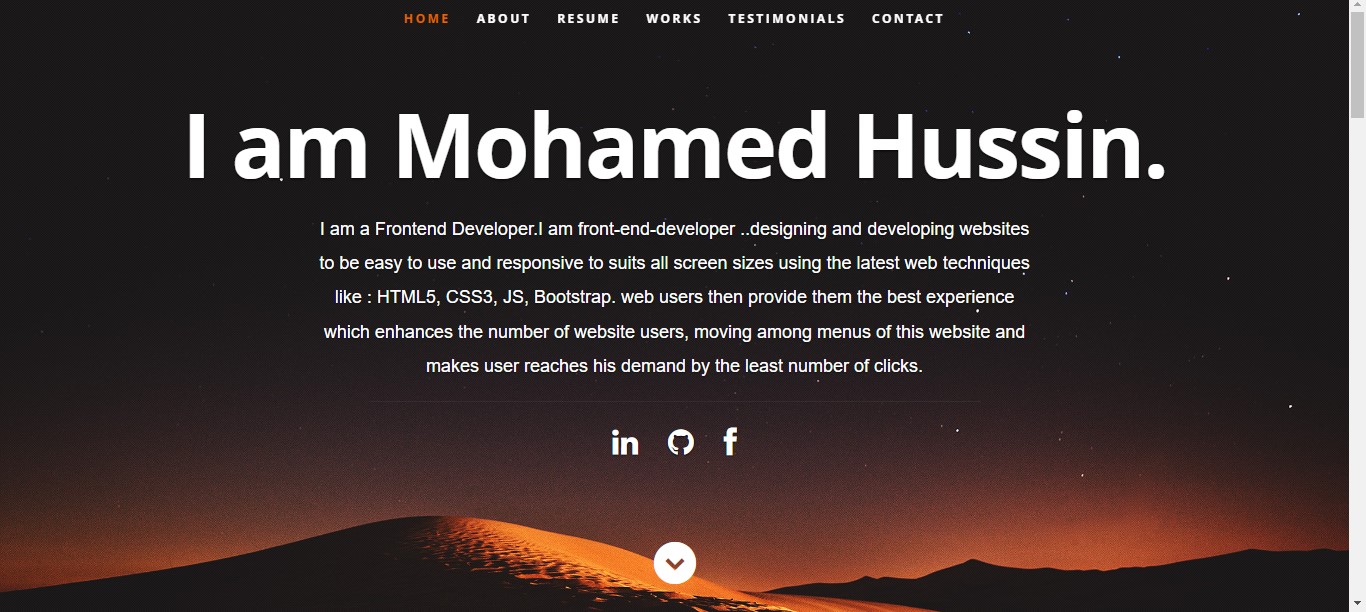 HOME ABOUT RESUME WORKS TESTIMONIALS CONTACT
I am Mohamed Hussin.
I am a Frontend Developer.I am front-end-developer ..designing and developing websites
to be easy to use and responsive to suits all screen sizes using the latest web techniques
like : HTML5, CSS3, JS, Bootstrap. web users then provide them the best experience
which enhances the number of website users, moving among menus of this website and
makes user reaches his demand by the least number of clicks.